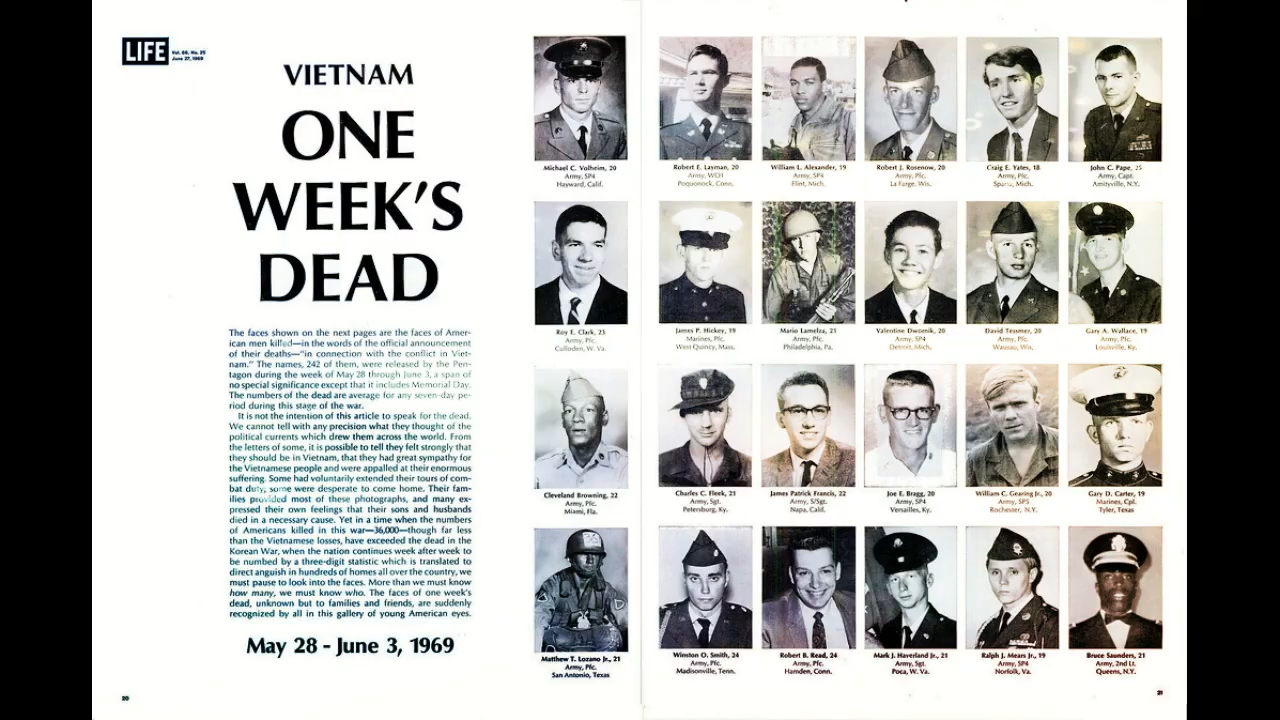 LIFE
Vol. 66, No. 25
June 27, 1969
VIETNAM
ONE
WEEK'S
DEAD
The faces shown on the next pages are the faces of Amer-
ican men killed—in the words of the official announcement
of their deaths—"in connection with the conflict in Viet-
nam." The names, 242 of them, were released by the Pen-
tagon during the week of May 28 through June 3, a span of
no special significance except that it includes Memorial Day.
The numbers of the dead are average for any seven-day pe-
riod during this stage of the war.
It is not the intention of this article to speak for the dead.
We cannot tell with any precision what they thought of the
political currents which drew them across the world. From
the letters of some, it is possible to tell they felt strongly that
they should be in Vietnam, that they had great sympathy for
the Vietnamese people and were appalled at their enormous
suffering. Some had voluntarily extended their tours of com-
bat duty; some were desperate to come home. Their fam-
ilies provided most of these photographs, and many ex-
pressed their own feelings that their sons and husbands
died in a necessary cause. Yet in a time when the numbers
of Americans killed in this war—36,000—though far less
than the Vietnamese losses, have exceeded the dead in the
Korean War, when the nation continues week after week to
be numbed by a three-digit statistic which is translated to
direct anguish in hundreds of homes all over the country, we
must pause to look into the faces. More than we must know
how many, we must know who. The faces of one week's
dead, unknown but to families and friends, are suddenly
recognized by all in this gallery of young American eyes.
May 28 - June 3, 1969
20
Michael C. Volheim, 20
Army, SP4
Hayward, Calif.
Robert E. Layman, 20
Army, WO1
Poquonock, Conn.
William L. Alexander, 19
Army, SP4
Flint, Mich.
Robert J. Rosenow, 20
Army, Pfc.
La Farge, Wis.
Craig E. Yates, 18
Army, Pfc.
Sparta, Mich.
John C. Pape, 25
Army, Capt.
Amityville, N.Y.
Roy E. Clark, 23
Army, Pfc.
Culloden, W. Va.
James P. Hickey, 19
Marines, Pfc.
West Quincy, Mass.
Mario Lamelza, 21
Army, Pfc.
Philadelphia, Pa.
Valentine Dwornik, 20
Army, SP4
Detroit, Mich.
David Teusmer, 20
Army, Pfc.
Wausau, Wis.
Gary A. Wallace, 19
Army, Pfc.
Louisville, Ky.
Cleveland Browning, 22
Army, Pfc.
Miami, Fla.
Charles C. Fleek, 21
Army, Sgt.
Petersburg, Ky.
James Patrick Francis, 22
Army, S/Sgt.
Napa, Calif.
Joe E. Bragg, 20
Army, SP4
Versailles, Ky.
William C. Gearing Jr., 20
Army, SP5
Rochester, N.Y.
Gary D. Carter, 19
Marines, Cpl.
Tyler, Texas
Matthew T. Lozano Jr., 21
Army, Pfc.
San Antonio, Texas
Winston O. Smith, 24
Army, Pfc.
Madisonville, Tenn.
Robert B. Read, 24
Army, Pfc.
Hamden, Conn.
Mark J. Haverland Jr., 21
Army, Sgt.
Poca, W. Va.
Ralph J. Mears Jr., 19
Army, SP4
Norfolk, Va.
Bruce Saunders, 21
Army, 2nd Lt.
Queens, N.Y.
21